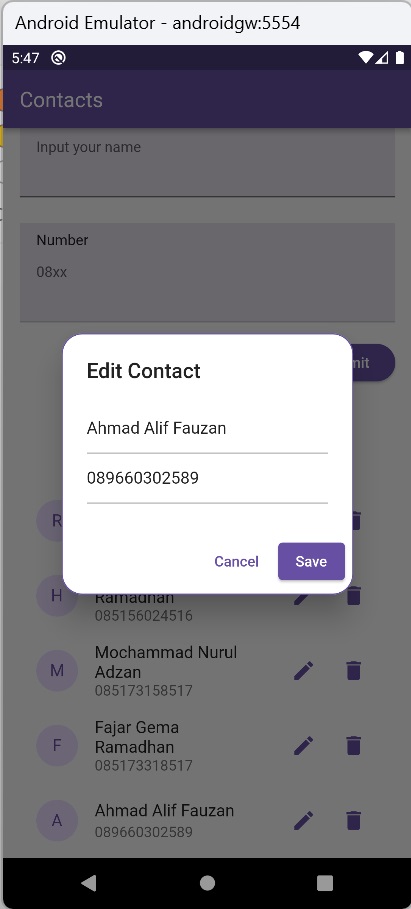 Android Emulator - androidgw:5554
5:47
Contacts
Input your name
Number
08xx
mit
Edit Contact
Ahmad Alif Fauzan
089660302589
Cancel
Save
R
H
Ramadhan
085156024516
M
Mochammad Nurul
Adzan
085173158517
F
Fajar Gema
Ramadhan
085173318517
A
Ahmad Alif Fauzan
089660302589